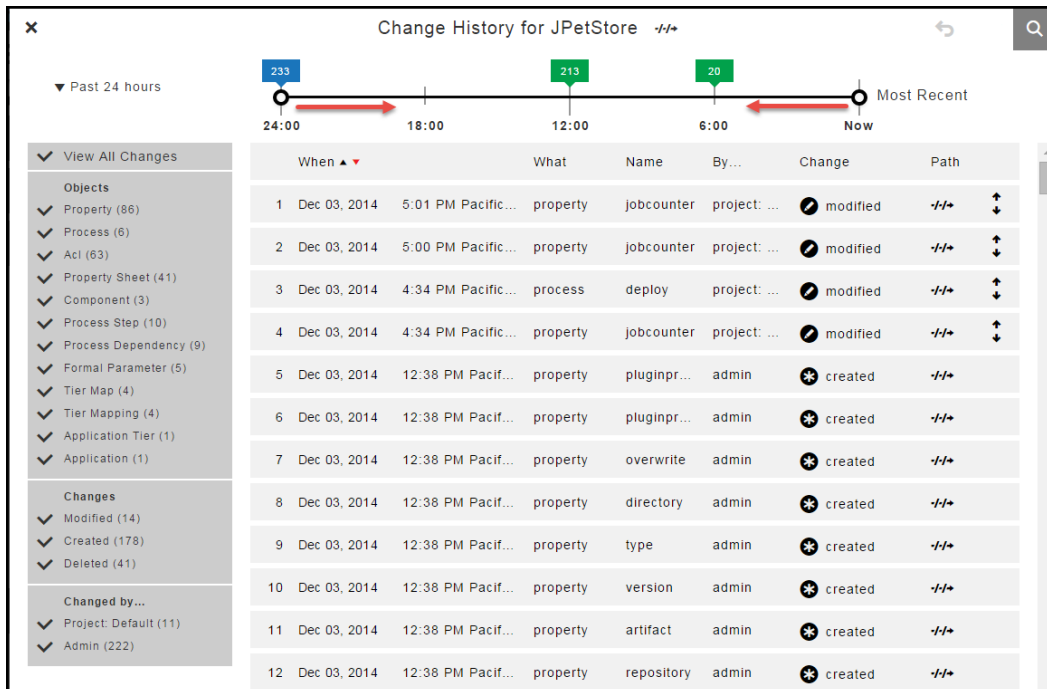 Change History for JPetStore
Past 24 hours
233
213
20
Most Recent
24:00 18:00 12:00 6:00 Now
View All Changes
Objects
Property (86)
Process (6)
Acl (63)
Property Sheet (41)
Component (3)
Process Step (10)
Process Dependency (9)
Formal Parameter (5)
Tier Map (4)
Tier Mapping (4)
Application Tier (1)
Application (1)
Changes
Modified (14)
Created (178)
Deleted (41)
Changed by...
Project: Default (11)
Admin (222)
When What Name By... Change Path
1 Dec 03, 2014 5:01 PM Pacific... property jobcounter project: ... modified
2 Dec 03, 2014 5:00 PM Pacific... property jobcounter project: ... modified
3 Dec 03, 2014 4:34 PM Pacific... process deploy project: ... modified
4 Dec 03, 2014 4:34 PM Pacific... property jobcounter project: ... modified
5 Dec 03, 2014 12:38 PM Pacif... property pluginpr... admin created
6 Dec 03, 2014 12:38 PM Pacif... property pluginpr... admin created
7 Dec 03, 2014 12:38 PM Pacif... property overwrite admin created
8 Dec 03, 2014 12:38 PM Pacif... property directory admin created
9 Dec 03, 2014 12:38 PM Pacif... property type admin created
10 Dec 03, 2014 12:38 PM Pacif... property version admin created
11 Dec 03, 2014 12:38 PM Pacif... property artifact admin created
12 Dec 03, 2014 12:38 PM Pacif... property repository admin created